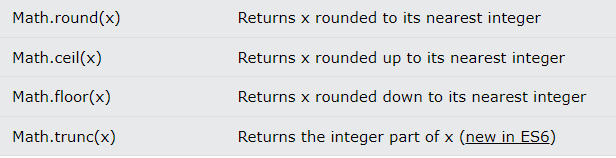 Math.round(x) Returns x rounded to its nearest integer
Math.ceil(x) Returns x rounded up to its nearest integer
Math.floor(x) Returns x rounded down to its nearest integer
Math.trunc(x) Returns the integer part of x (new in ES6)